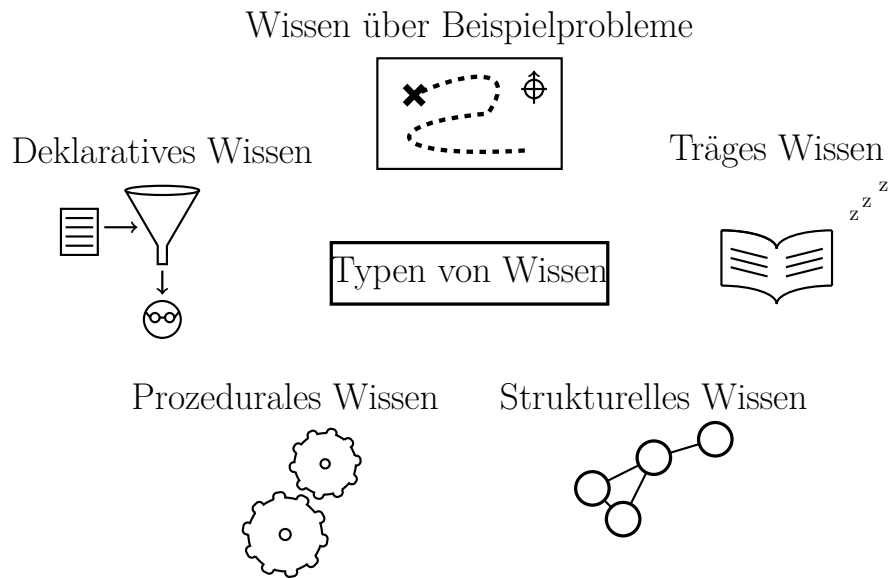 Wissen über Beispielprobleme
Deklaratives Wissen
Träges Wissen
z z z
Typen von Wissen
Prozedurales Wissen
Strukturelles Wissen